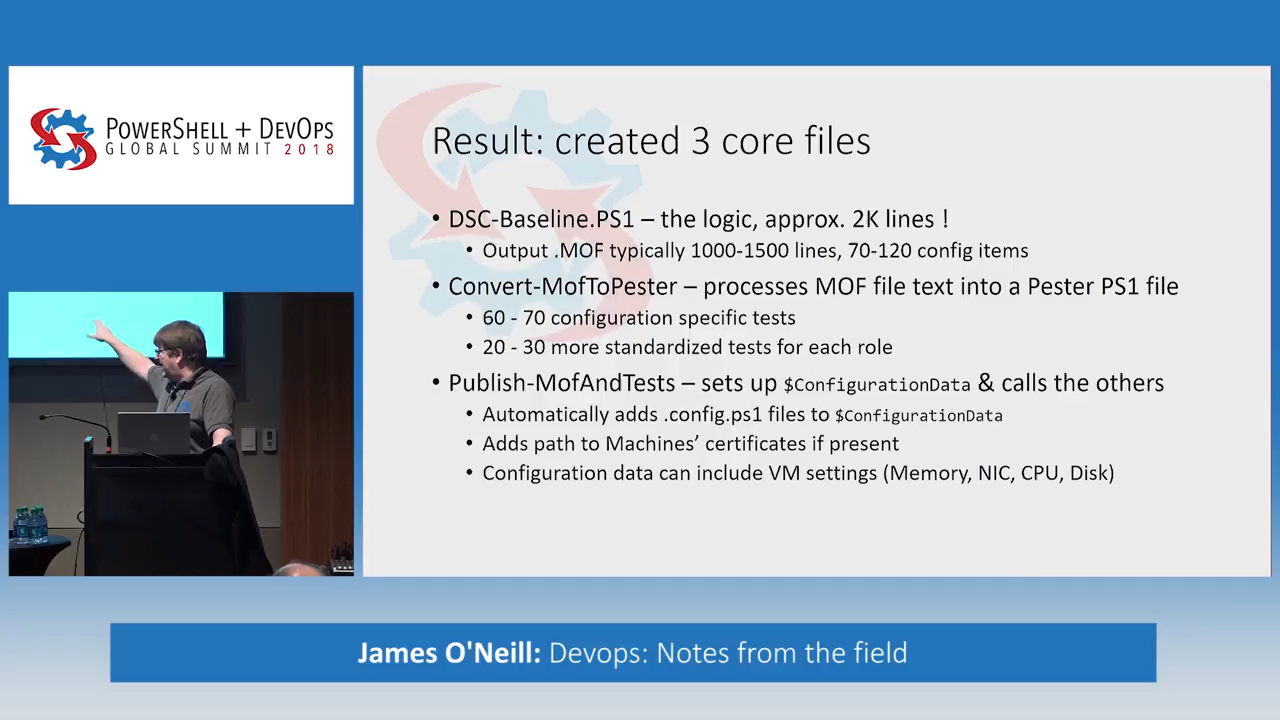 POWERSHELL + DEVOPS
GLOBAL SUMMIT 2018
Result: created 3 core files
• DSC-Baseline.PS1 – the logic, approx. 2K lines !
• Output .MOF typically 1000-1500 lines, 70-120 config items
• Convert-MofToPester – processes MOF file text into a Pester PS1 file
• 60 - 70 configuration specific tests
• 20 - 30 more standardized tests for each role
• Publish-MofAndTests – sets up $ConfigurationData & calls the others
• Automatically adds .config.ps1 files to $ConfigurationData
• Adds path to Machines’ certificates if present
• Configuration data can include VM settings (Memory, NIC, CPU, Disk)
James O'Neill: Devops: Notes from the field